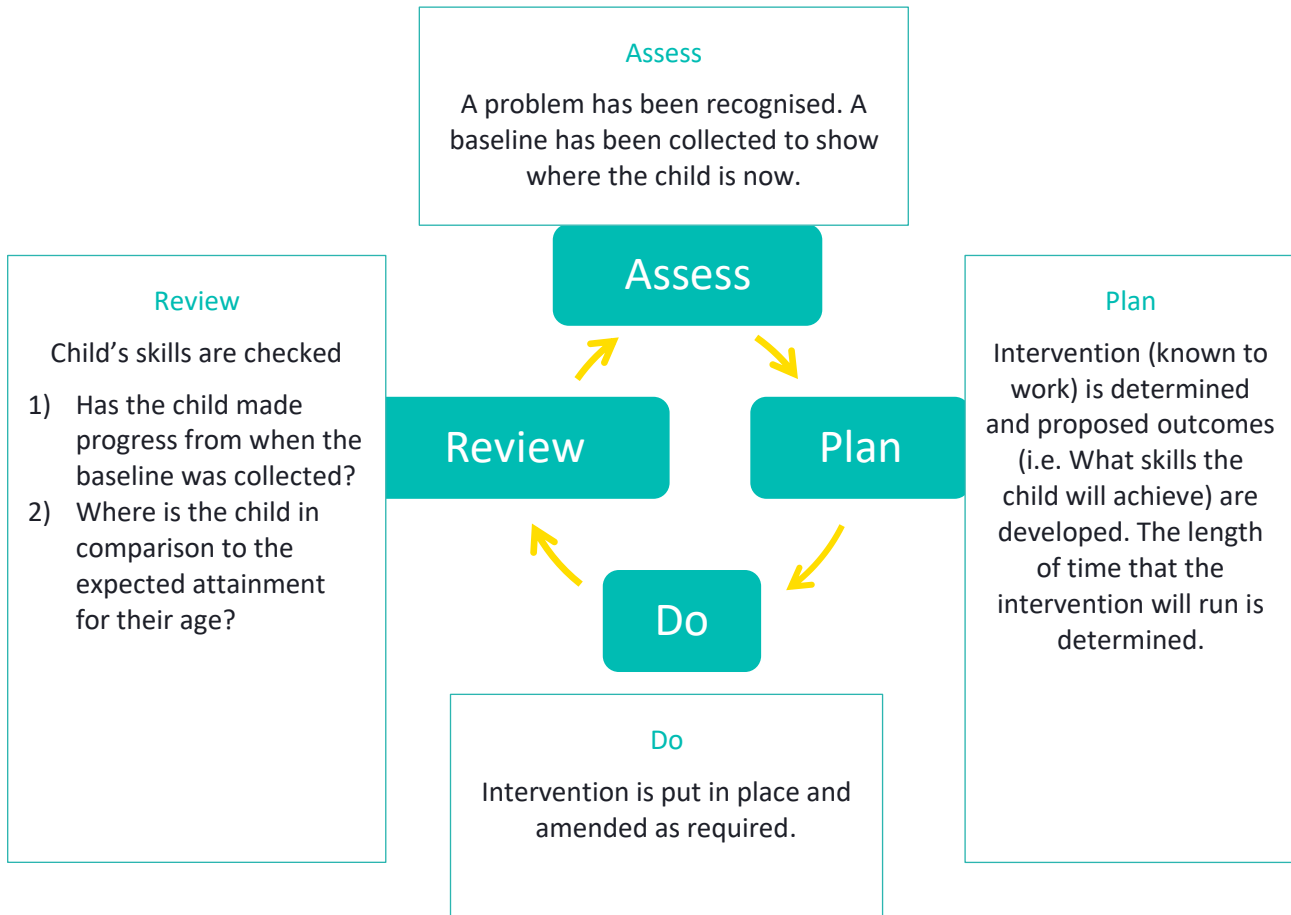 Assess
A problem has been recognised. A
baseline has been collected to show
where the child is now.
Assess
Review
Child’s skills are checked
1) Has the child made
progress from when the
baseline was collected?
2) Where is the child in
comparison to the
expected attainment
for their age?
Review
Plan
Plan
Intervention (known to
work) is determined
and proposed outcomes
(i.e. What skills the
child will achieve) are
developed. The length
of time that the
intervention will run is
determined.
Do
Do
Intervention is put in place and
amended as required.